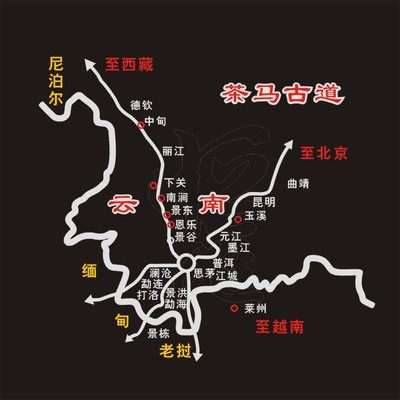 尼泊尔
至西藏
茶马古道
德钦
中甸
丽江
至北京
曲靖
下关
南涧
云南
昆明
景东
玉溪
恩乐
景谷
元江
墨江
普洱
缅甸
澜沧
思茅
江城
勐连
打洛
景洪
勐海
莱州
至越南
景栋
老挝